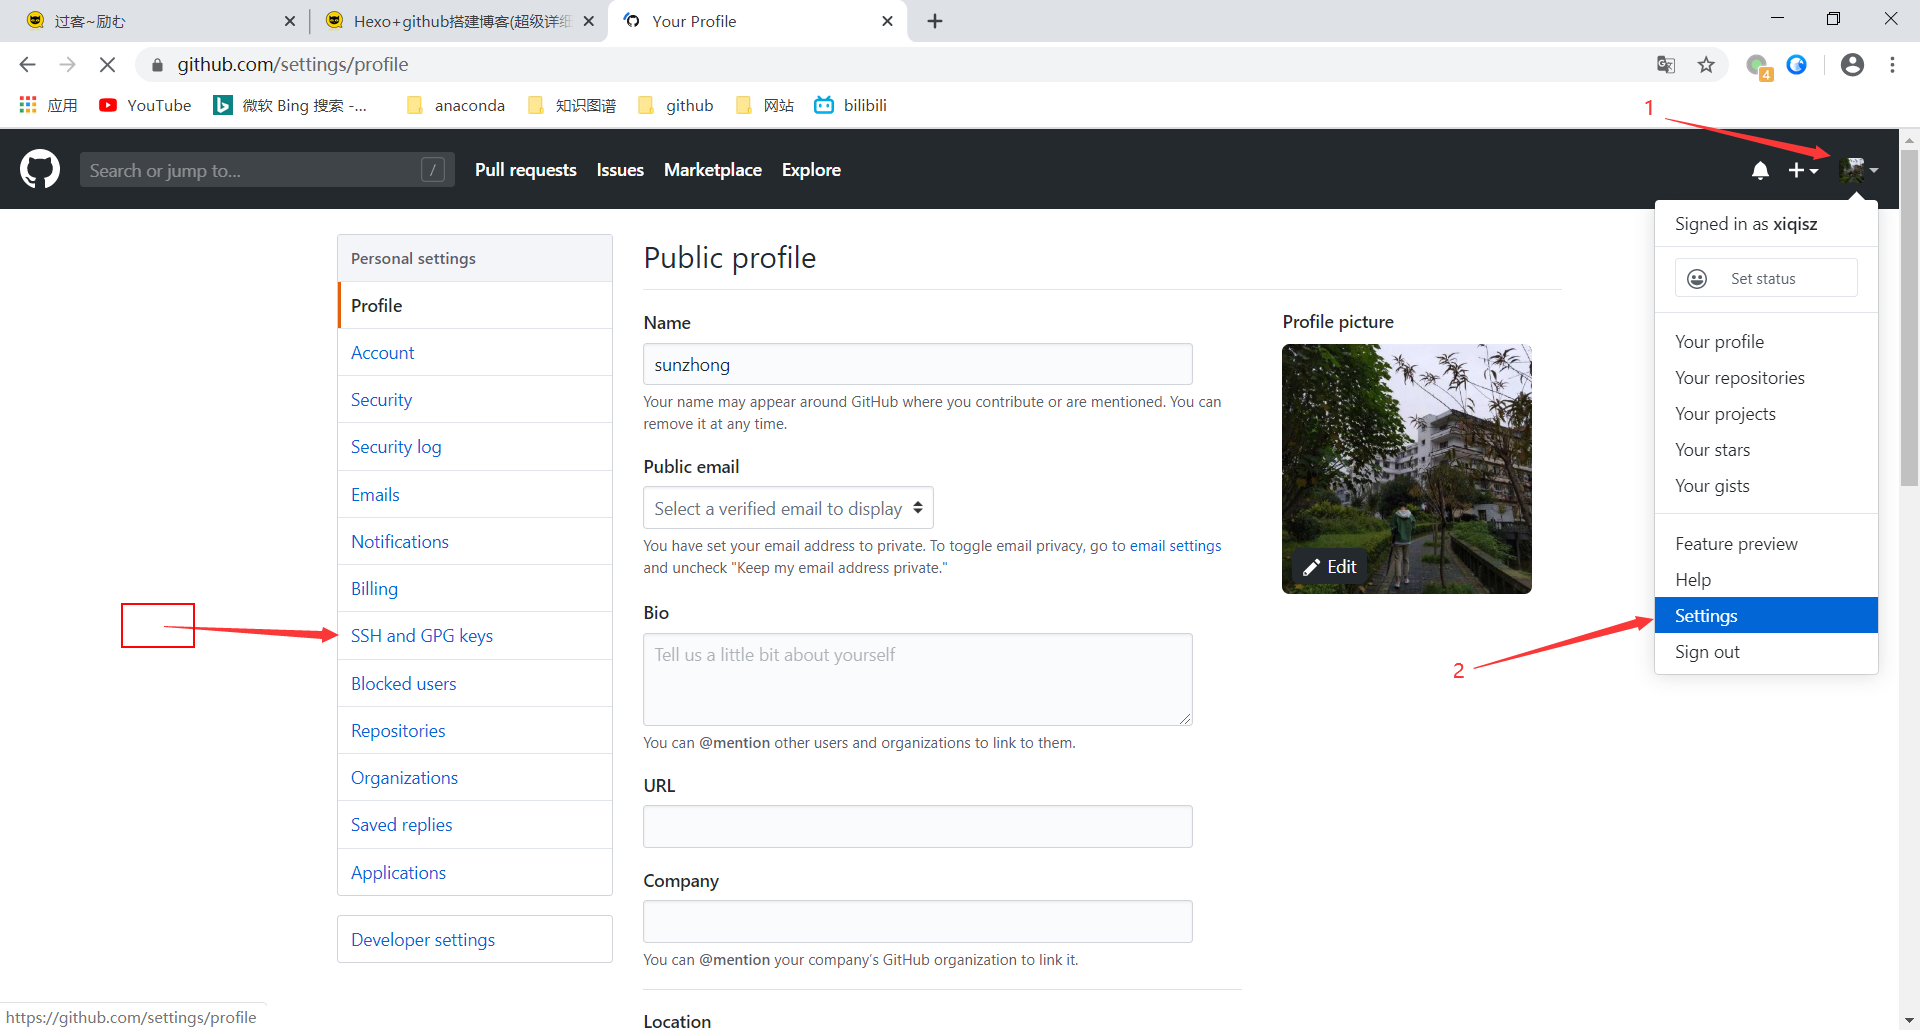 过客~励む
Hexo+github搭建博客(超级详细
Your Profile
github.com/settings/profile
4
应用
YouTube
微软 Bing 搜索 -...
anaconda
知识图谱
github
网站
bilibili
1
Search or jump to...
/
Pull requests
Issues
Marketplace
Explore
Signed in as xiqisz
Set status
Your profile
Your repositories
Your projects
Your stars
Your gists
Feature preview
Help
Settings
Sign out
2
Personal settings
Profile
Account
Security
Security log
Emails
Notifications
Billing
SSH and GPG keys
Blocked users
Repositories
Organizations
Saved replies
Applications
Developer settings
Public profile
Name
sunzhong
Your name may appear around GitHub where you contribute or are mentioned. You can
remove it at any time.
Public email
Select a verified email to display
You have set your email address to private. To toggle email privacy, go to email settings
and uncheck "Keep my email address private."
Bio
Tell us a little bit about yourself
You can @mention other users and organizations to link to them.
URL
Company
You can @mention your company’s GitHub organization to link it.
Location
Profile picture
Edit
https://github.com/settings/profile